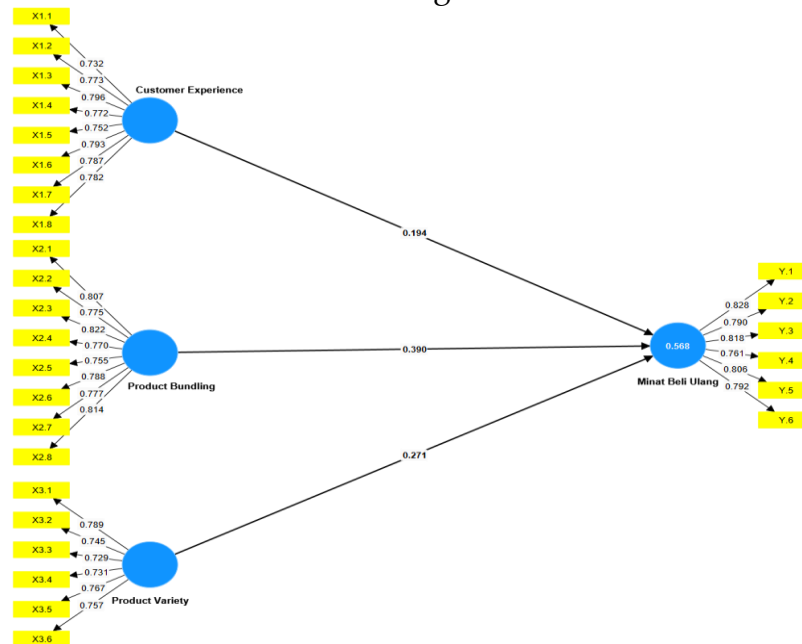 X1.1
X1.2
X1.3
X1.4
X1.5
X1.6
X1.7
X1.8
0.732
0.773
0.796
0.772
0.752
0.793
0.787
0.782
Customer Experience
0.194
X2.1
X2.2
X2.3
X2.4
X2.5
X2.6
X2.7
X2.8
0.807
0.775
0.822
0.770
0.755
0.788
0.777
0.814
Product Bundling
0.390
X3.1
X3.2
X3.3
X3.4
X3.5
X3.6
0.789
0.745
0.729
0.731
0.767
0.757
Product Variety
0.271
0.568
Minat Beli Ulang
0.828
0.790
0.818
0.761
0.806
0.792
Y.1
Y.2
Y.3
Y.4
Y.5
Y.6